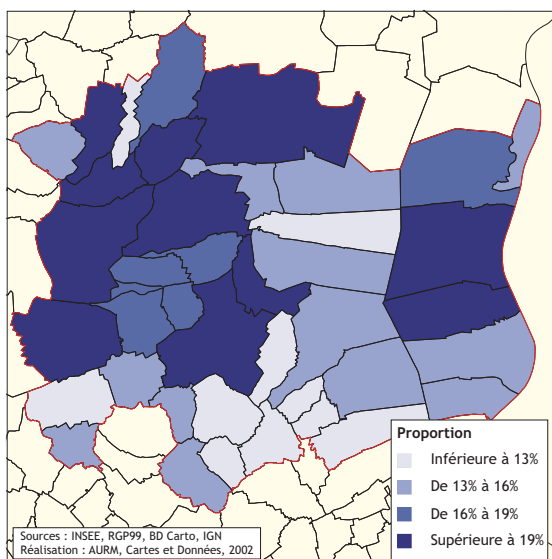 Proportion
Inférieure à 13%
De 13% à 16%
De 16% à 19%
Supérieure à 19%
Sources : INSEE, RGP99, BD Carto, IGN
Réalisation : AURM, Cartes et Données, 2002